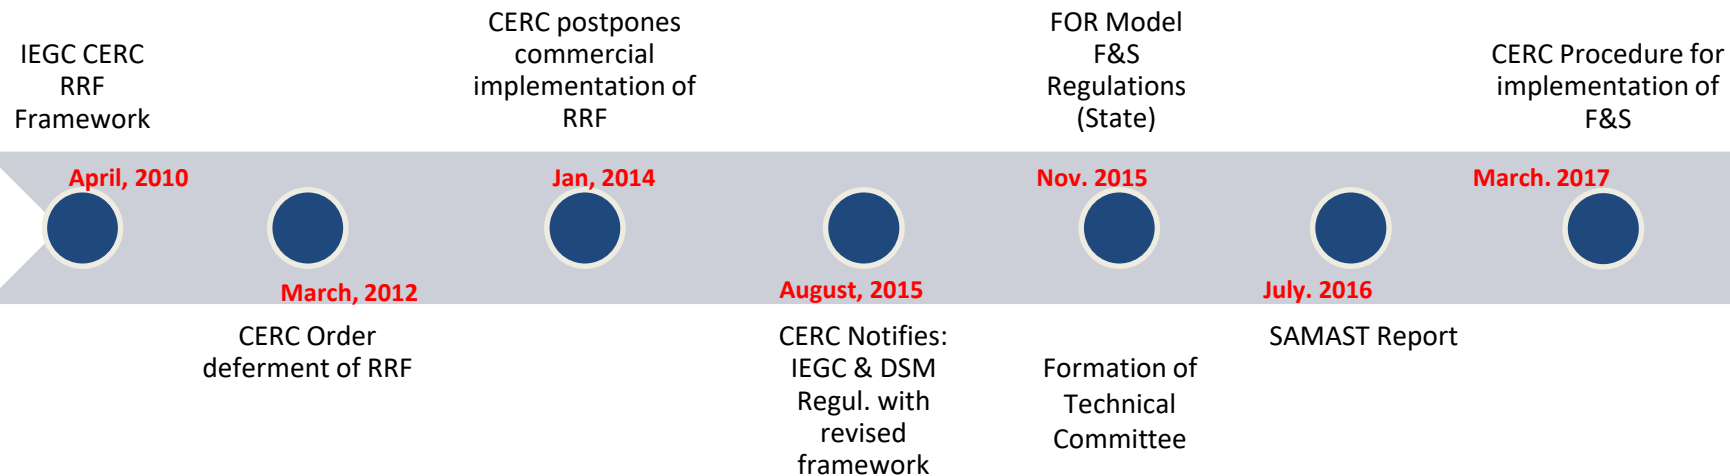 IEGC CERC
RRF
Framework
April, 2010
March, 2012
CERC Order
deferment of RRF
CERC postpones
commercial
implementation of
RRF
Jan, 2014
August, 2015
CERC Notifies:
IEGC & DSM
Regul. with
revised
framework
FOR Model
F&S
Regulations
(State)
Nov. 2015
Formation of
Technical
Committee
July. 2016
SAMAST Report
CERC Procedure for
implementation of
F&S
March. 2017